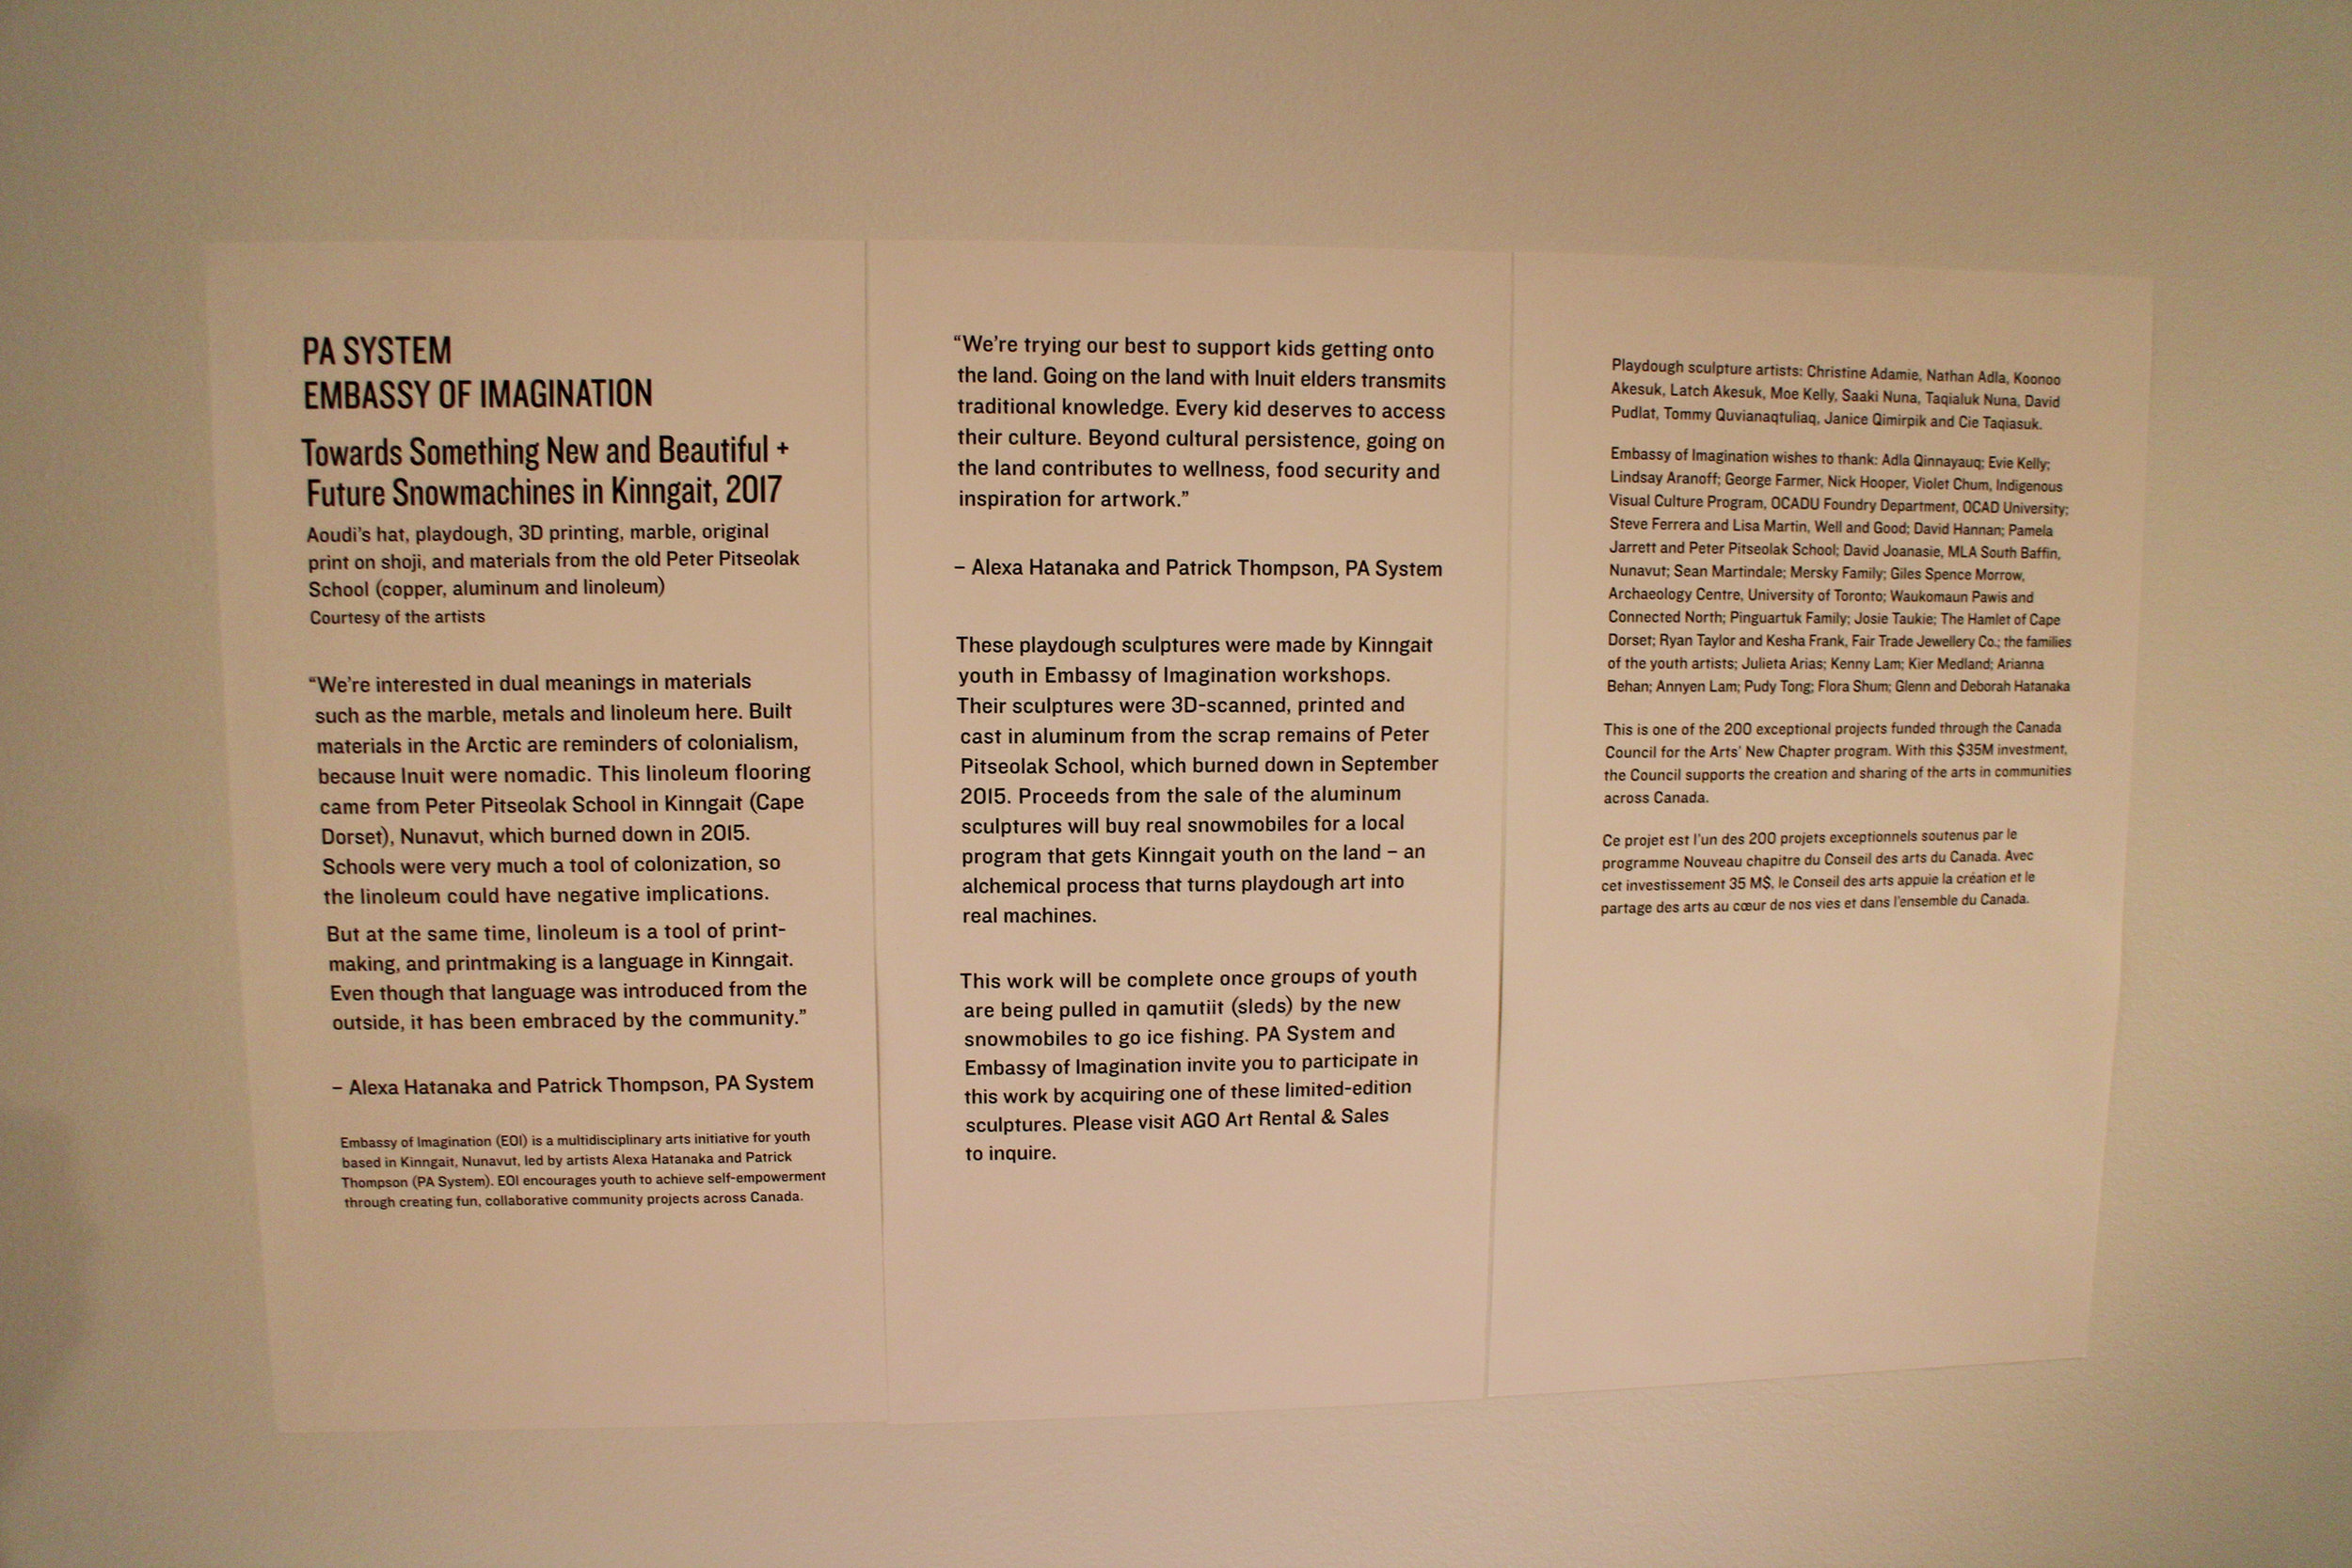 PA SYSTEM
EMBASSY OF IMAGINATION
Towards Something New and Beautiful +
Future Snowmachines in Kinngait, 2017
Aoudi's hat, playdough, 3D printing, marble, original
print on shoji, and materials from the old Peter Pitseolak
School (copper, aluminum and linoleum)
Courtesy of the artists
“We're interested in dual meanings in materials
such as the marble, metals and linoleum here. Built
materials in the Arctic are reminders of colonialism,
because Inuit were nomadic. This linoleum flooring
came from Peter Pitseolak School in Kinngait (Cape
Dorset), Nunavut, which burned down in 2015.
Schools were very much a tool of colonization, so
the linoleum could have negative implications.
But at the same time, linoleum is a tool of print-
making, and printmaking is a language in Kinngait.
Even though that language was introduced from the
outside, it has been embraced by the community.”
– Alexa Hatanaka and Patrick Thompson, PA System
Embassy of Imagination (EOI) is a multidisciplinary arts initiative for youth
based in Kinngait, Nunavut, led by artists Alexa Hatanaka and Patrick
Thompson (PA System). EOI encourages youth to achieve self-empowerment
through creating fun, collaborative community projects across Canada.
“We're trying our best to support kids getting onto
the land. Going on the land with Inuit elders transmits
traditional knowledge. Every kid deserves to access
their culture. Beyond cultural persistence, going on
the land contributes to wellness, food security and
inspiration for artwork.”
– Alexa Hatanaka and Patrick Thompson, PA System
These playdough sculptures were made by Kinngait
youth in Embassy of Imagination workshops.
Their sculptures were 3D-scanned, printed and
cast in aluminum from the scrap remains of Peter
Pitseolak School, which burned down in September
2015. Proceeds from the sale of the aluminum
sculptures will buy real snowmobiles for a local
program that gets Kinngait youth on the land – an
alchemical process that turns playdough art into
real machines.
This work will be complete once groups of youth
are being pulled in qamutiit (sleds) by the new
snowmobiles to go ice fishing. PA System and
Embassy of Imagination invite you to participate in
this work by acquiring one of these limited-edition
sculptures. Please visit AGO Art Rental & Sales
to inquire.
Playdough sculpture artists: Christine Adamie, Nathan Adla, Koonoo
Akesuk, Latch Akesuk, Moe Kelly, Saaki Nuna, Taqialuk Nuna, David
Pudlat, Tommy Quvianaqtuliaq, Janice Qimirpik and Cie Taqiasuk.
Embassy of Imagination wishes to thank: Adla Qinnayauq; Evie Kelly;
Lindsay Aranoff; George Farmer, Nick Hooper, Violet Chum, Indigenous
Visual Culture Program, OCADU Foundry Department, OCAD University;
Steve Ferrera and Lisa Martin, Well and Good; David Hannan; Pamela
Jarrett and Peter Pitseolak School; David Joanasie, MLA South Baffin,
Nunavut; Sean Martindale; Mersky Family; Giles Spence Morrow,
Archaeology Centre, University of Toronto; Waukomaun Pawis and
Connected North; Pinguartuk Family; Josie Taukie; The Hamlet of Cape
Dorset; Ryan Taylor and Kesha Frank, Fair Trade Jewellery Co.; the families
of the youth artists; Julieta Arias; Kenny Lam; Kier Medland; Arianna
Behan; Annyen Lam; Pudy Tong; Flora Shum; Glenn and Deborah Hatanaka
This is one of the 200 exceptional projects funded through the Canada
Council for the Arts' New Chapter program. With this $35M investment,
the Council supports the creation and sharing of the arts in communities
across Canada.
Ce projet est l'un des 200 projets exceptionnels soutenus par le
programme Nouveau chapitre du Conseil des arts du Canada. Avec
cet investissement 35 M$, le Conseil des arts appuie la création et le
partage des arts au cœur de nos vies et dans l'ensemble du Canada.